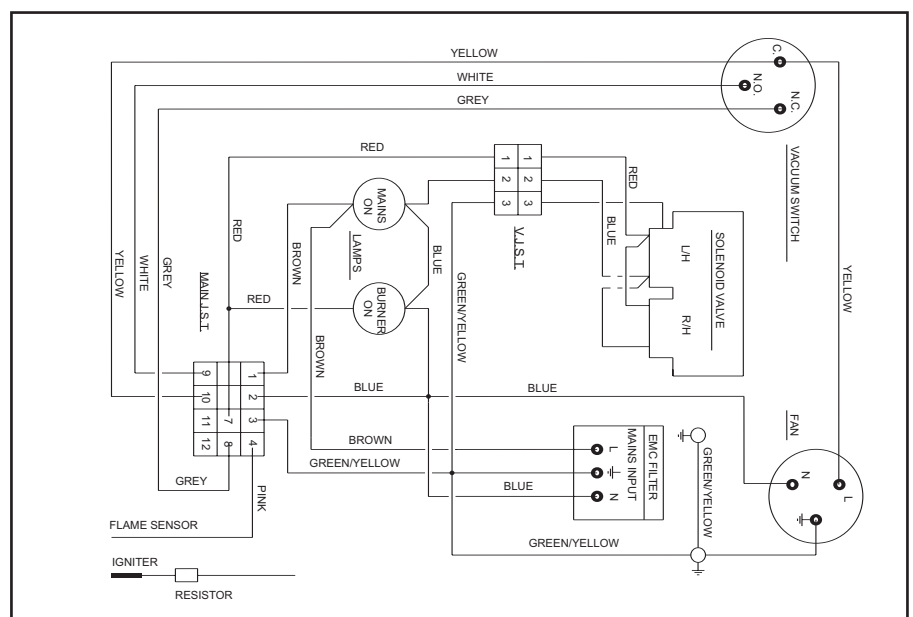 YELLOW
WHITE
GREY
C.
N.O.
N.C.
VACUUM SWITCH
RED
1 1
2 2
3 3
V.J.S.T.
RED
BLUE
L/H
R/H
SOLENOID VALVE
MAINS ON
LAMPS
BURNER ON
RED
BROWN
BLUE
GREEN/YELLOW
YELLOW
WHITE
GREY
MAIN J.S.T.
RED
BROWN
YELLOW
9 1
10 2
11 7 3
12 8 4
BLUE
BLUE
BROWN
GREEN/YELLOW
BLUE
L
N
EMC FILTER
MAINS INPUT
GREEN/YELLOW
FAN
N
L
GREY
PINK
GREEN/YELLOW
FLAME SENSOR
IGNITER
RESISTOR